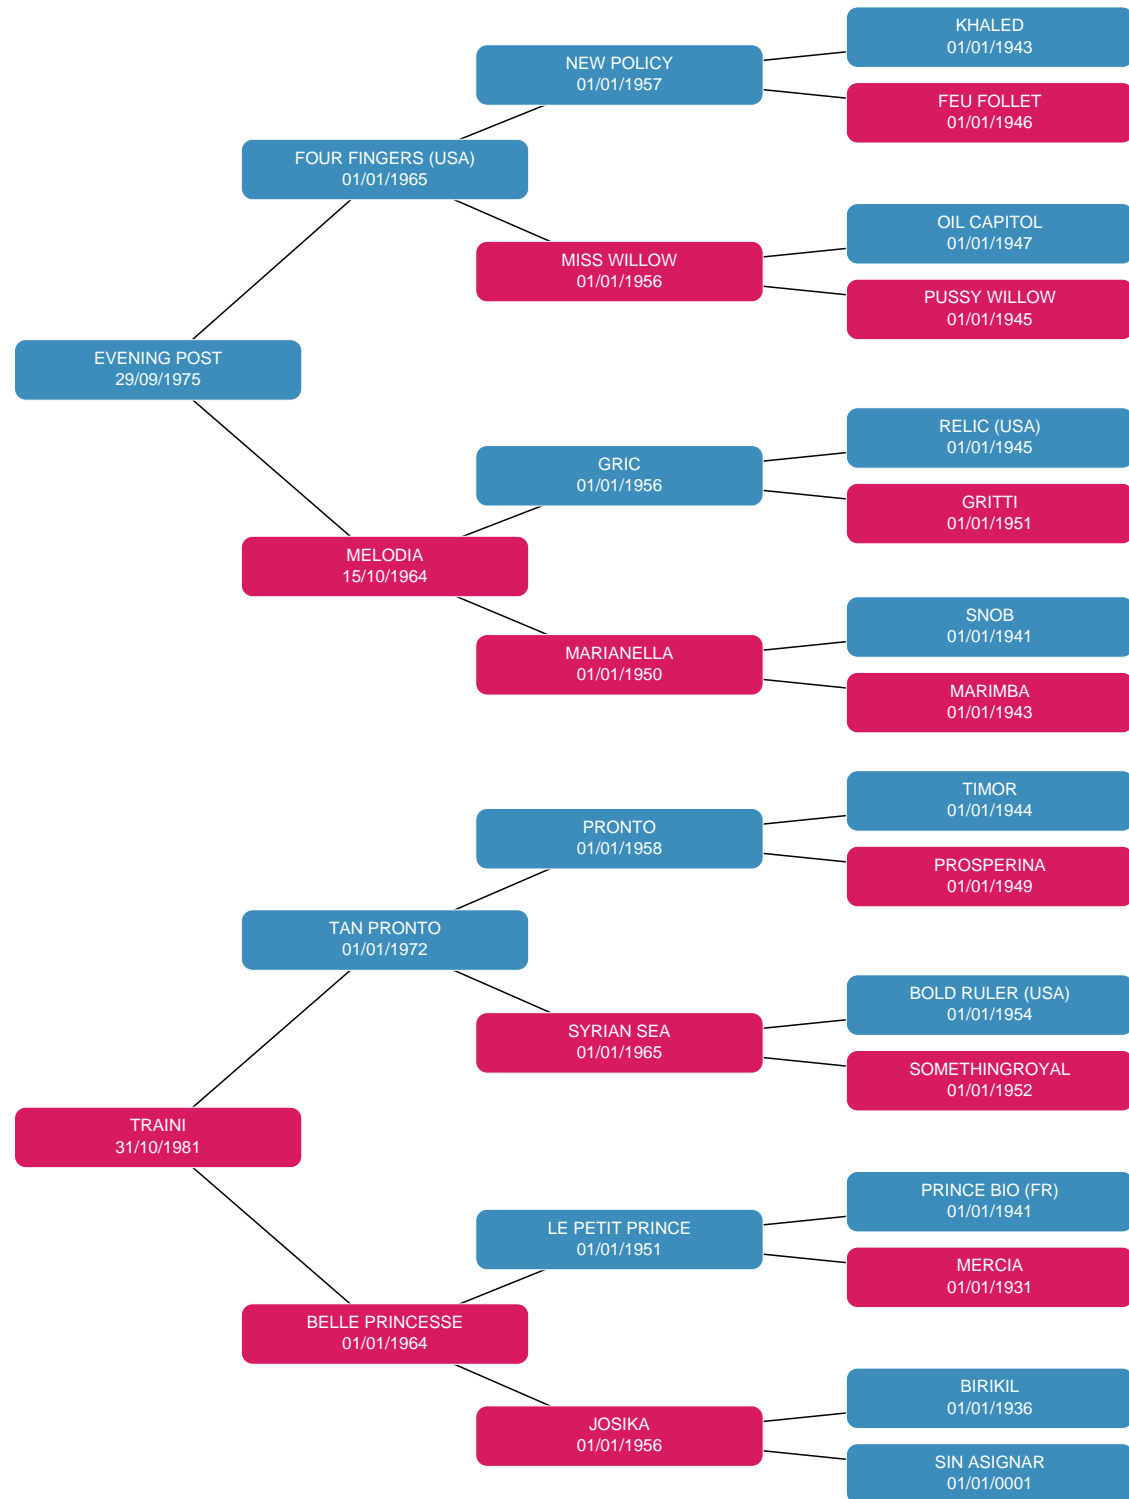 KHALED
01/01/1943
NEW POLICY
01/01/1957
FEU FOLLET
01/01/1946
FOUR FINGERS (USA)
01/01/1965
OIL CAPITOL
01/01/1947
MISS WILLOW
01/01/1956
PUSSY WILLOW
01/01/1945
EVENING POST
29/09/1975
RELIC (USA)
01/01/1945
GRIC
01/01/1956
GRITTI
01/01/1951
MELODIA
15/10/1964
SNOB
01/01/1941
MARIANELLA
01/01/1950
MARIMBA
01/01/1943
TIMOR
01/01/1944
PRONTO
01/01/1958
PROSPERINA
01/01/1949
TAN PRONTO
01/01/1972
BOLD RULER (USA)
01/01/1954
SYRIAN SEA
01/01/1965
SOMETHINGROYAL
01/01/1952
TRAINI
31/10/1981
PRINCE BIO (FR)
01/01/1941
LE PETIT PRINCE
01/01/1951
MERCIA
01/01/1931
BELLE PRINCESSE
01/01/1964
BIRIKIL
01/01/1936
JOSIKA
01/01/1956
SIN ASIGNAR
01/01/0001